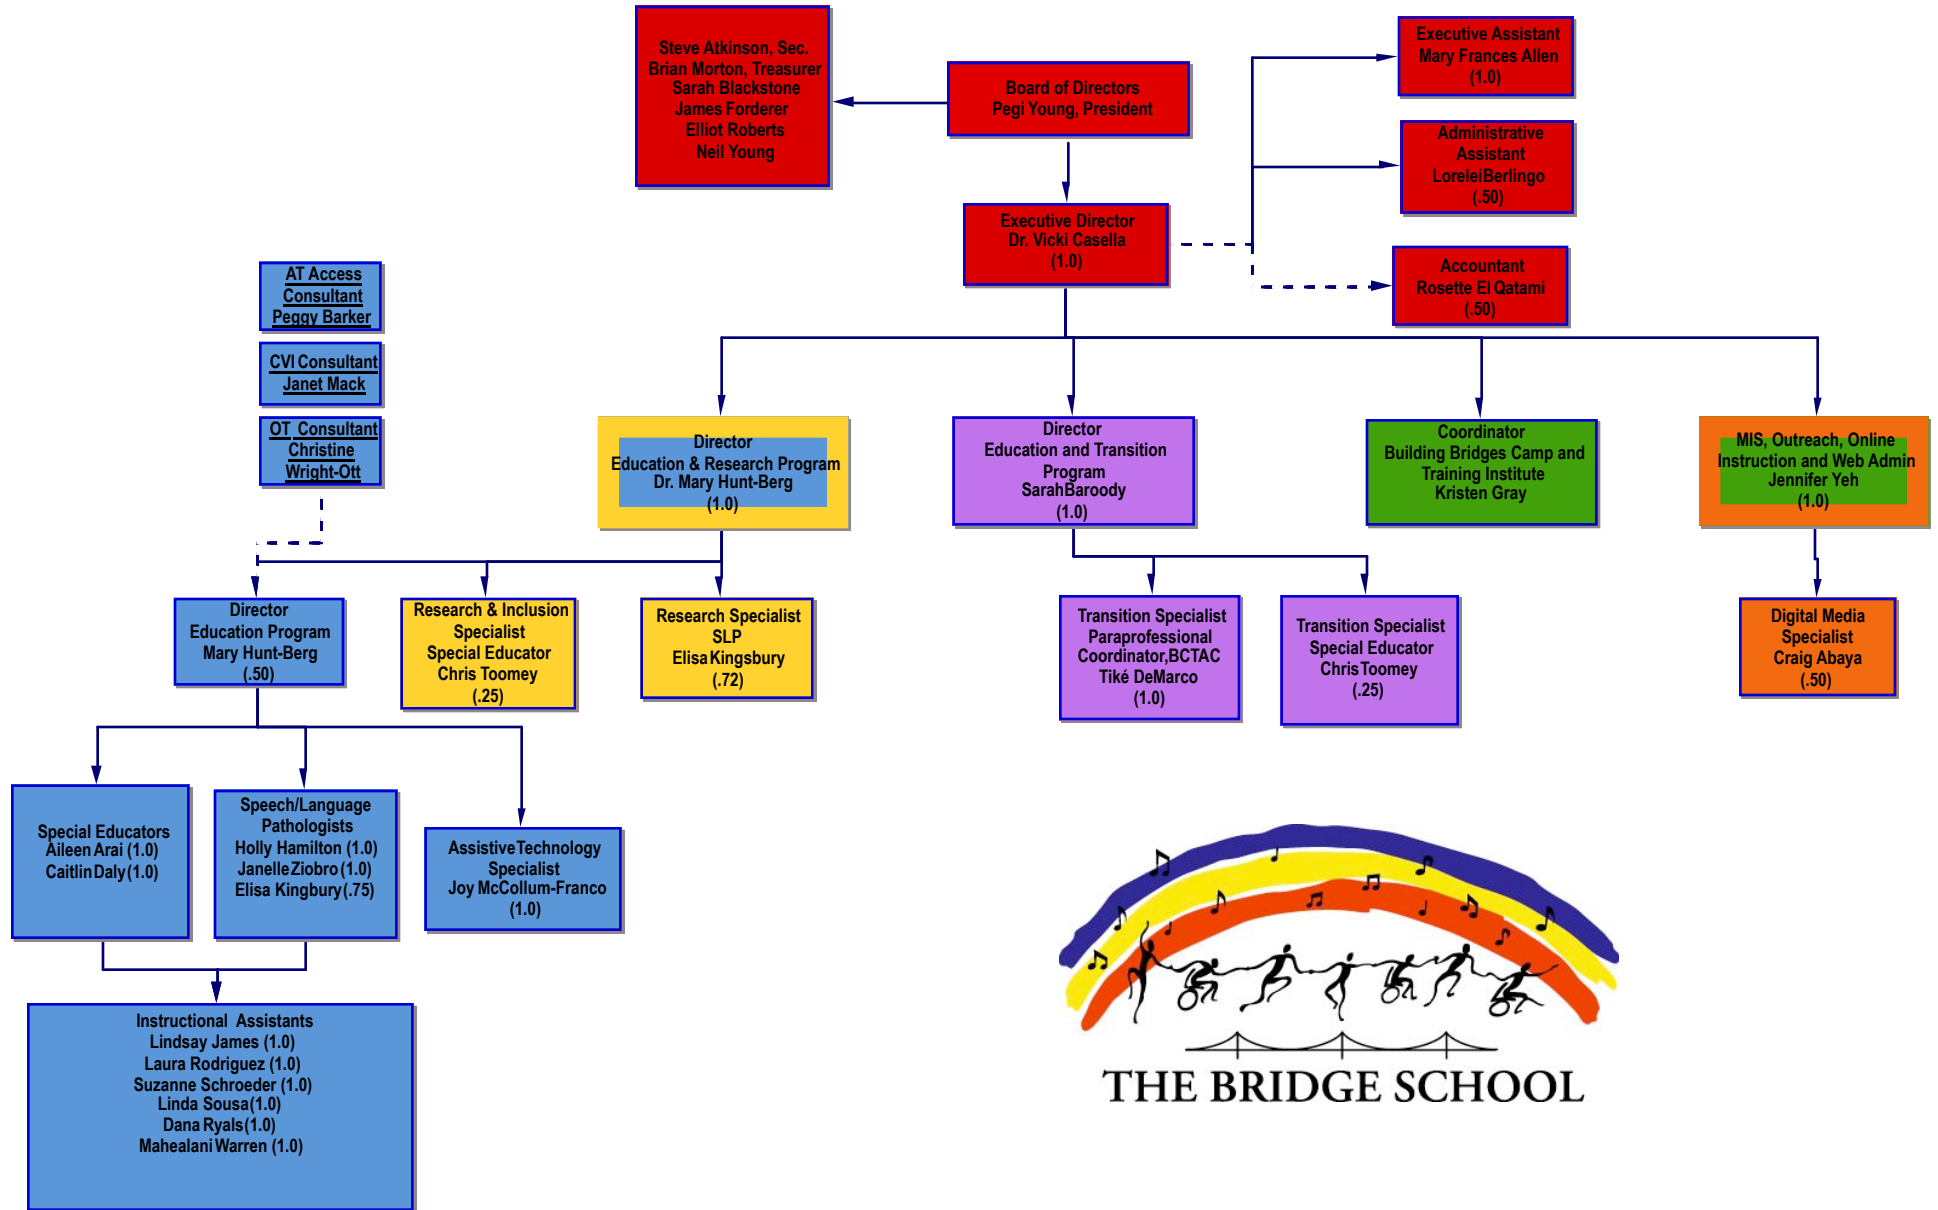 Steve Atkinson, Sec.
Brian Morton, Treasurer
Sarah Blackstone
James Forderer
Elliot Roberts
Neil Young
Board of Directors
Pegi Young, President
Executive Assistant
Mary Frances Allen
(1.0)
Administrative
Assistant
Lorelei Berlingo
(.50)
Executive Director
Dr. Vicki Casella
(1.0)
Accountant
Rosette El Qatami
(.50)
AT Access
Consultant
Peggy Barker
CVI Consultant
Janet Mack
OT Consultant
Christine
Wright-Ott
Director
Education & Research Program
Dr. Mary Hunt-Berg
(1.0)
Director
Education and Transition
Program
Sarah Baroody
(1.0)
Coordinator
Building Bridges Camp and
Training Institute
Kristen Gray
MIS, Outreach, Online
Instruction and Web Admin
Jennifer Yeh
(1.0)
Director
Education Program
Mary Hunt-Berg
(.50)
Research & Inclusion
Specialist
Special Educator
Chris Toomey
(.25)
Research Specialist
SLP
Elisa Kingsbury
(.72)
Transition Specialist
Paraprofessional
Coordinator,BCTAC
Tiké DeMarco
(1.0)
Transition Specialist
Special Educator
Chris Toomey
(.25)
Digital Media
Specialist
Craig Abaya
(.50)
Special Educators
Aileen Arai (1.0)
Caitlin Daly (1.0)
Speech/Language
Pathologists
Holly Hamilton (1.0)
Janelle Ziobro (1.0)
Elisa Kingbury (.75)
Assistive Technology
Specialist
Joy McCollum-Franco
(1.0)
Instructional Assistants
Lindsay James (1.0)
Laura Rodriguez (1.0)
Suzanne Schroeder (1.0)
Linda Sousa (1.0)
Dana Ryals (1.0)
Mahealani Warren (1.0)
THE BRIDGE SCHOOL